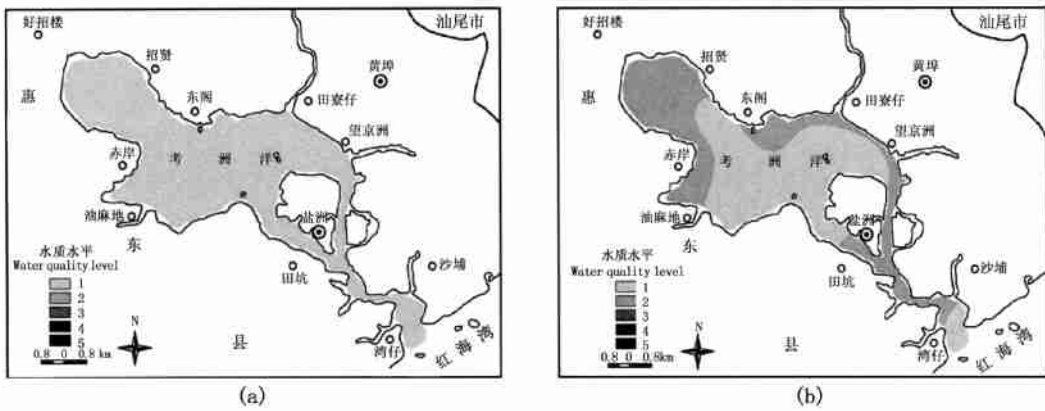 汕尾市
好招楼
招贤
黄埠
惠
东阁
田寮仔
望京洲
赤岸
考 洲 洋
油麻地
盐洲
东
水质水平
Water quality level
田坑
沙埔
1
2
3
4
5
N
县
湾仔
红海湾
0.8 0 0.8 km
(a)
汕尾市
好招楼
招贤
黄埠
惠
东阁
田寮仔
望京洲
赤岸
考 洲 洋
油麻地
盐洲
东
水质水平
Water quality level
田坑
沙埔
1
2
3
4
5
N
县
湾仔
红海湾
0.8 0 0.8km
(b)